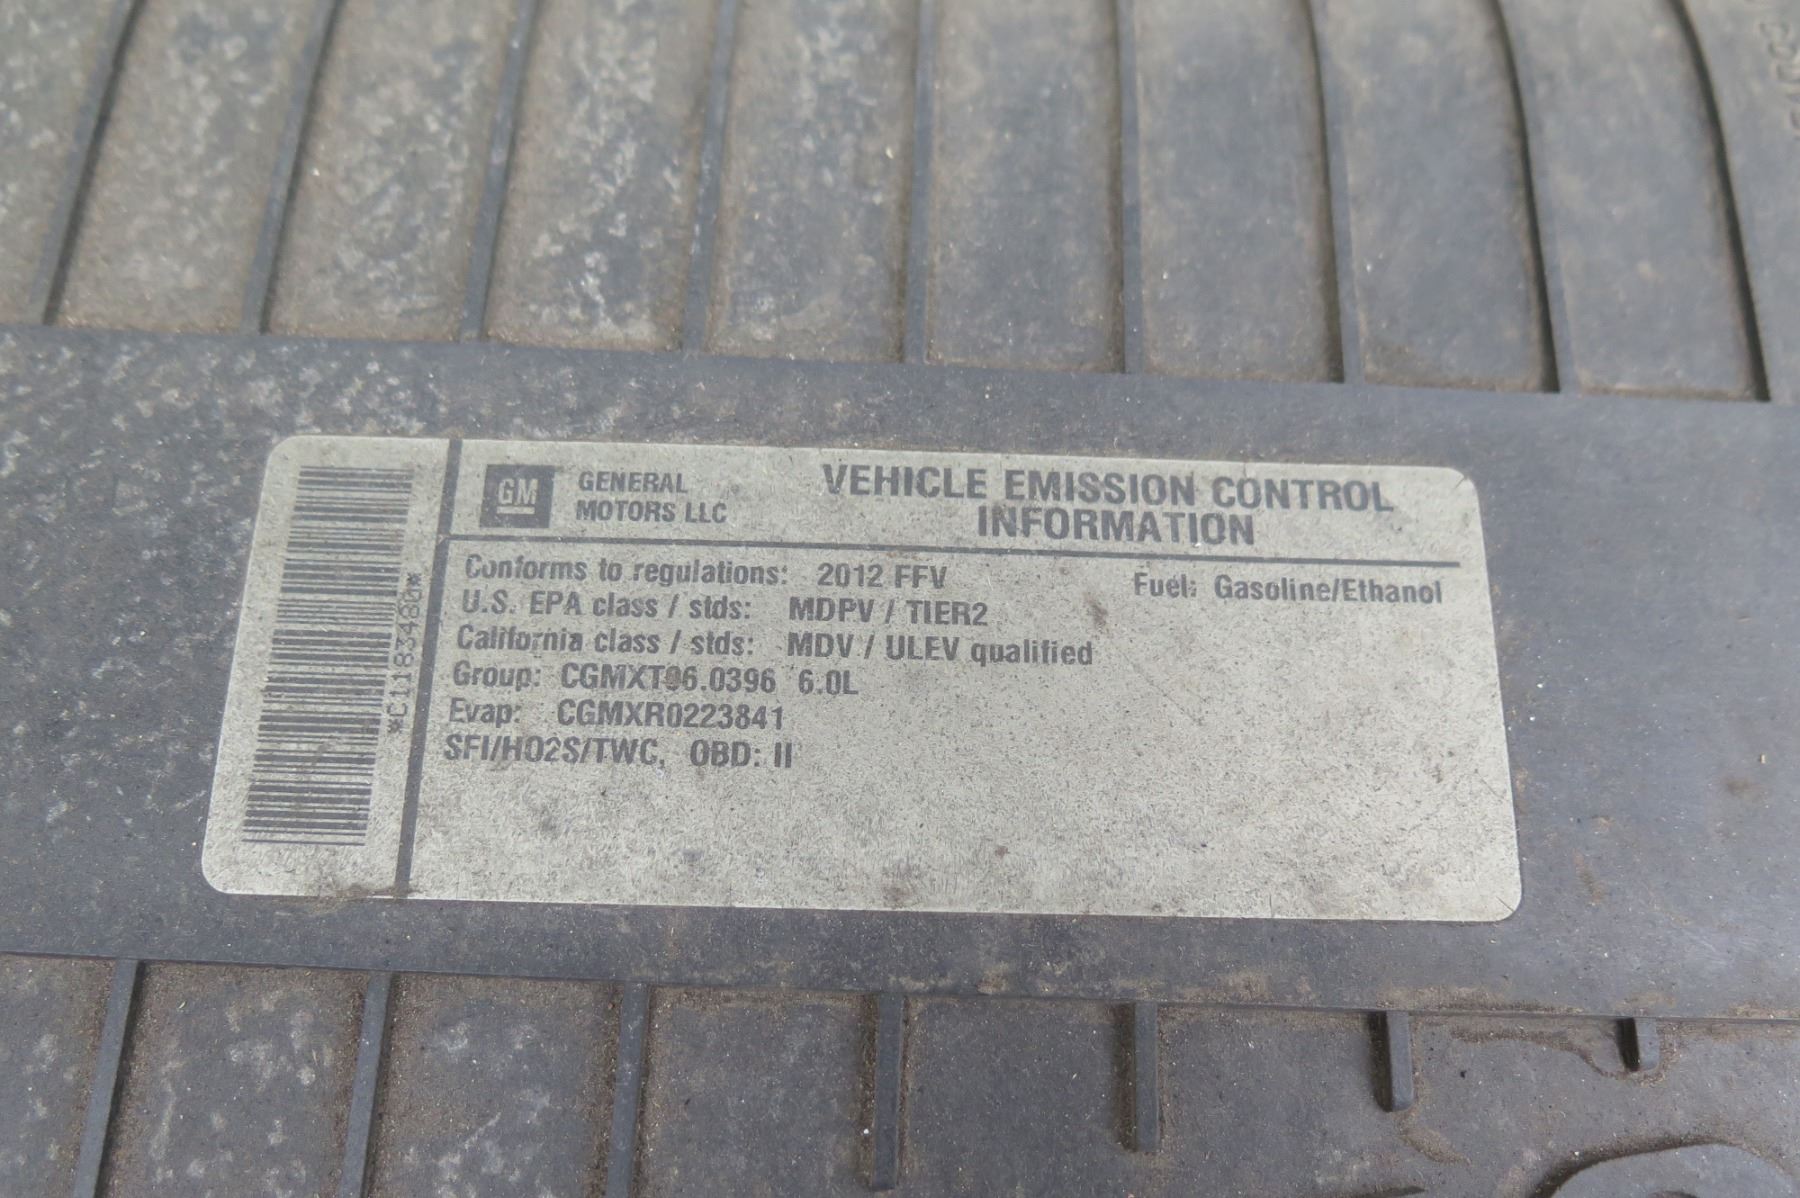 GM
GENERAL
MOTORS LLC
VEHICLE EMISSION CONTROL
INFORMATION
Conforms to regulations: 2012 FFV
Fuel: Gasoline/Ethanol
U.S. EPA class / stds: MDPV / TIER2
California class / stds: MDV / ULEV qualified
Group: CGMXT06.0396 6.0L
Evap: CGMXR0223841
SFI/HO2S/TWC, OBD: II
*C11833480*